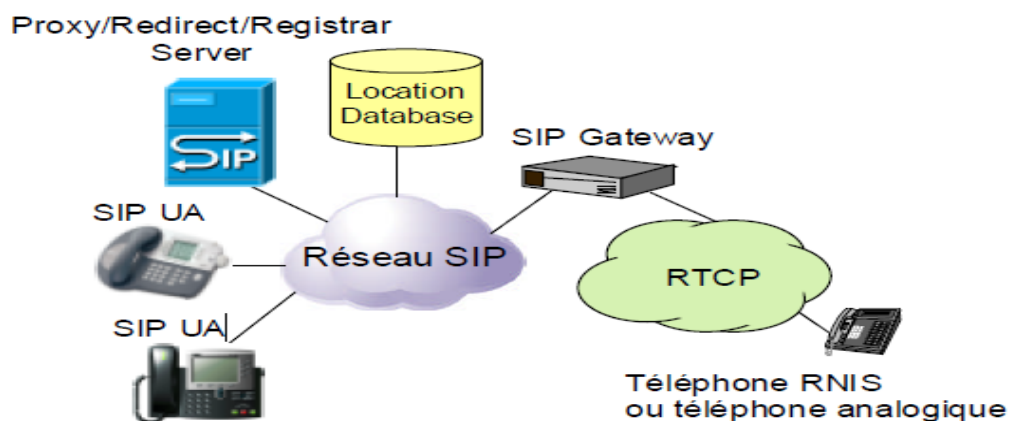 Proxy/Redirect/Registrar
Server
Location
Database
SIP Gateway
SIP
SIP UA
Réseau SIP
RTCP
SIP UA
Téléphone RNIS
ou téléphone analogique